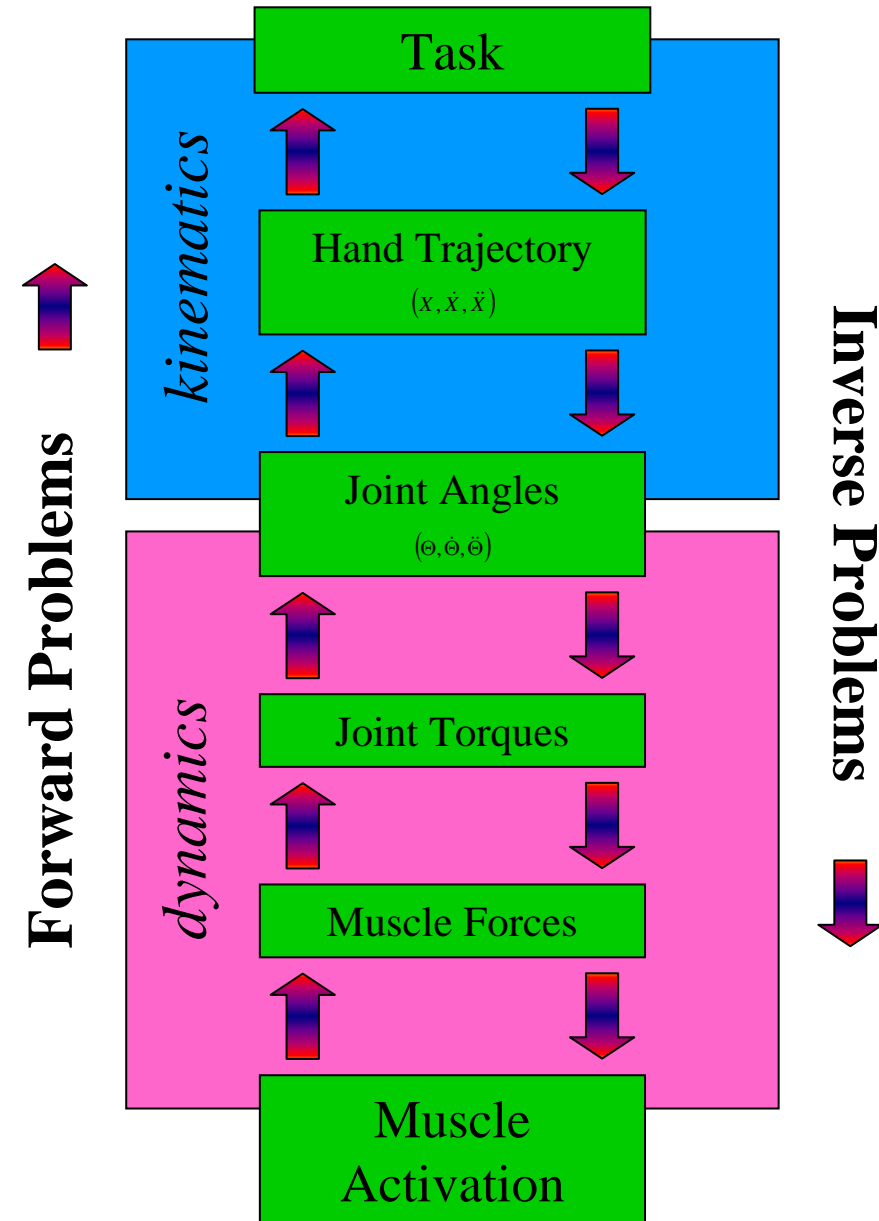 Task
kinematics
Hand Trajectory
(x, ẋ, ẍ)
Forward Problems
Inverse Problems
Joint Angles
(Θ, Θ̇, Θ̈)
dynamics
Joint Torques
Muscle Forces
Muscle
Activation